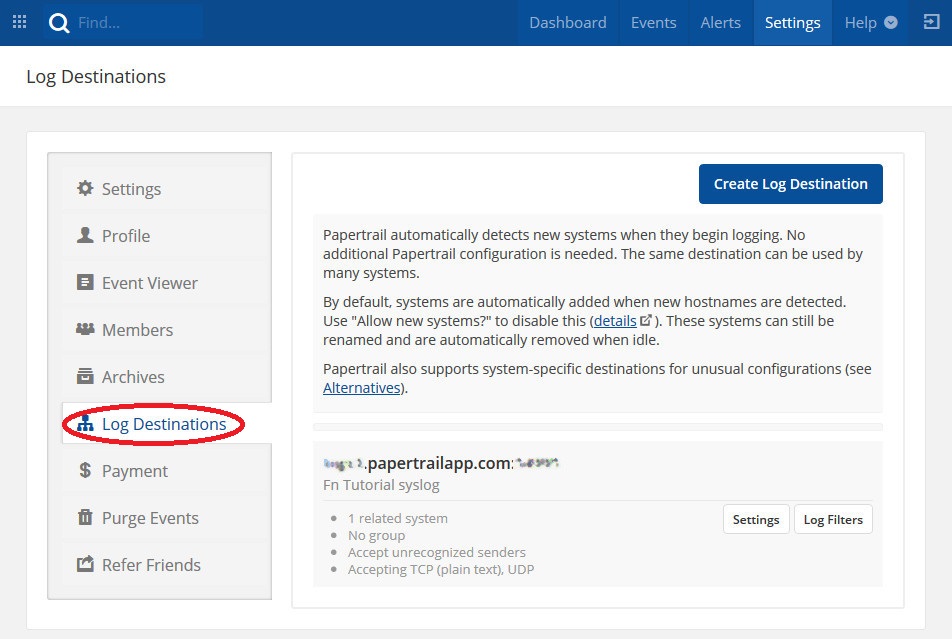 Find...
Dashboard
Events
Alerts
Settings
Help
Log Destinations
Settings
Profile
Event Viewer
Members
Archives
Log Destinations
Payment
Purge Events
Refer Friends
Create Log Destination
Papertrail automatically detects new systems when they begin logging. No
additional Papertrail configuration is needed. The same destination can be used by
many systems.
By default, systems are automatically added when new hostnames are detected.
Use "Allow new systems?" to disable this (details). These systems can still be
renamed and are automatically removed when idle.
Papertrail also supports system-specific destinations for unusual configurations (see
Alternatives).
.papertrailapp.com:
Fn Tutorial syslog
1 related system
No group
Accept unrecognized senders
Accepting TCP (plain text), UDP
Settings
Log Filters